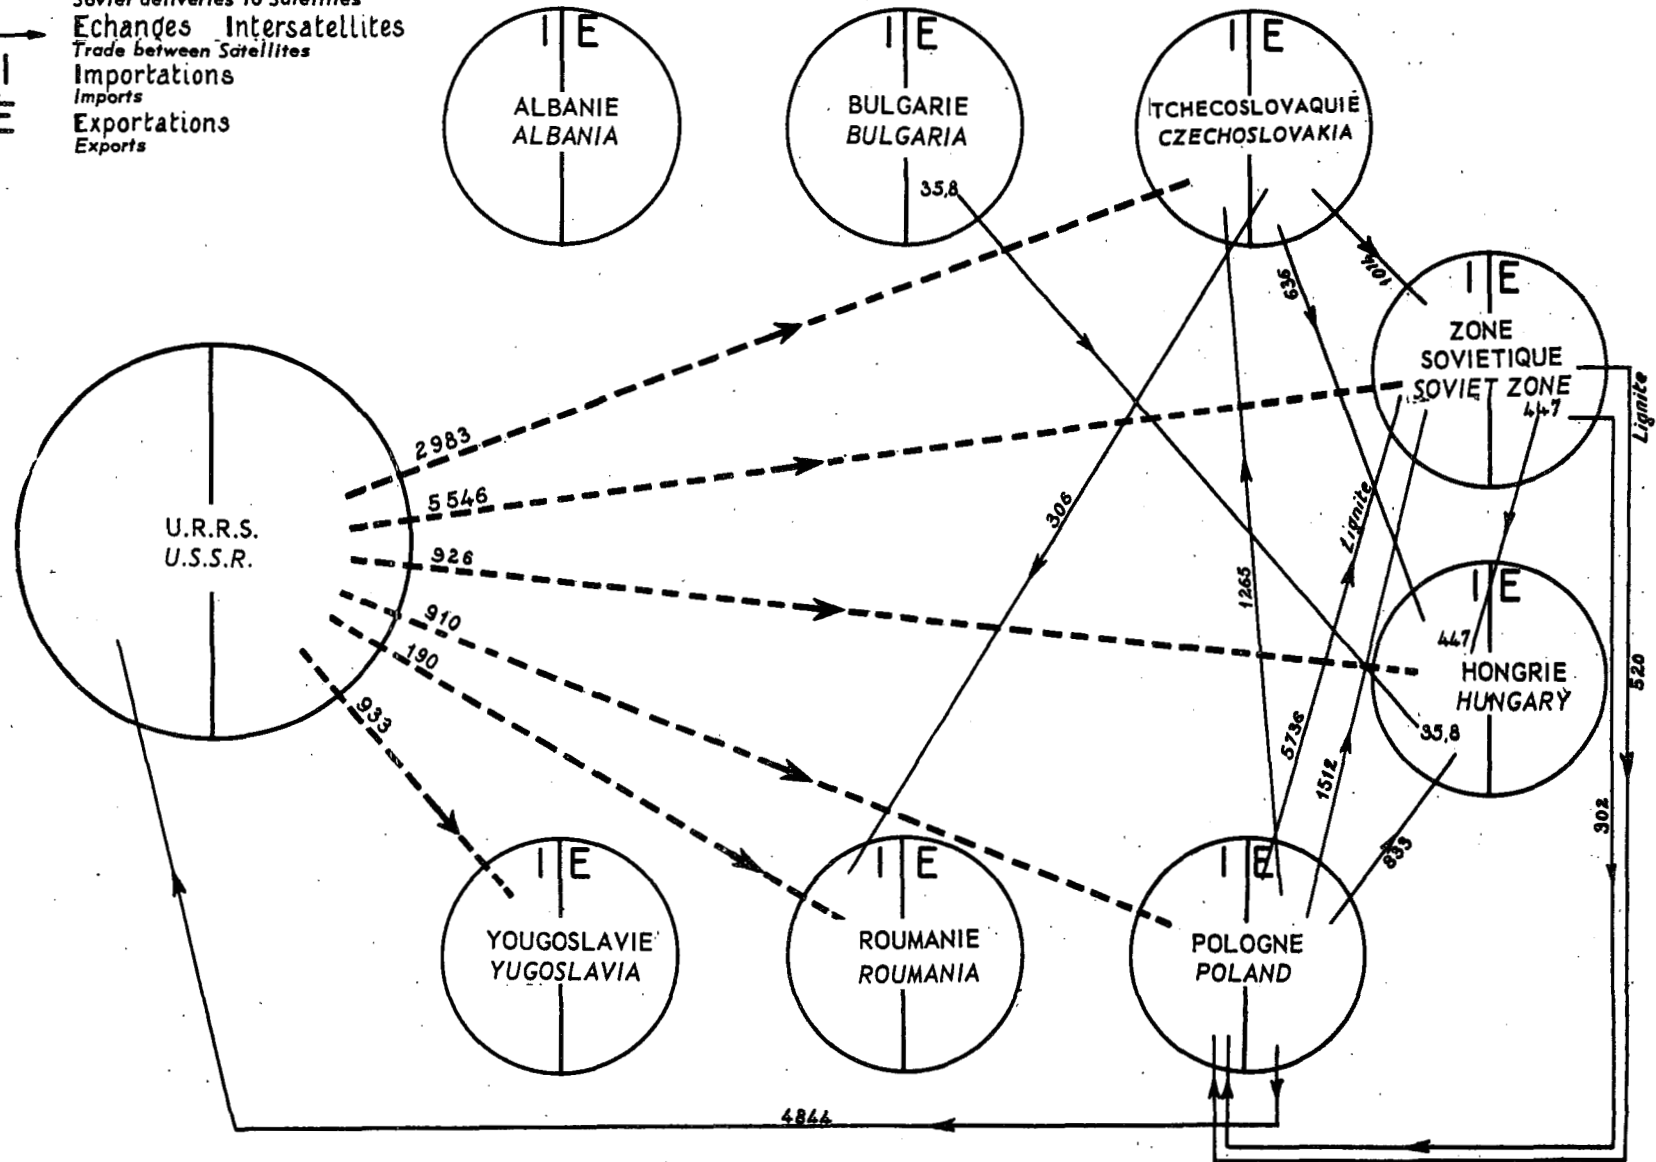 Soviet deliveries to Satellites
Echanges Intersatellites
Trade between Satellites
I Importations
Imports
E Exportations
Exports
I E
ALBANIE
ALBANIA
I E
BULGARIE
BULGARIA
35,8
I E
TCHECOSLOVAQUIE
CZECHOSLOVAKIA
I E
ZONE
SOVIETIQUE
SOVIET ZONE
447
636
Lignite
2983
5 546
926
910
190
933
U.R.R.S.
U.S.S.R.
306
1265
Lignite
5736
1512
I E
447
HONGRIE
HUNGARY
35,8
833
520
302
I E
YOUGOSLAVIE
YUGOSLAVIA
I E
ROUMANIE
ROUMANIA
I E
POLOGNE
POLAND
4844